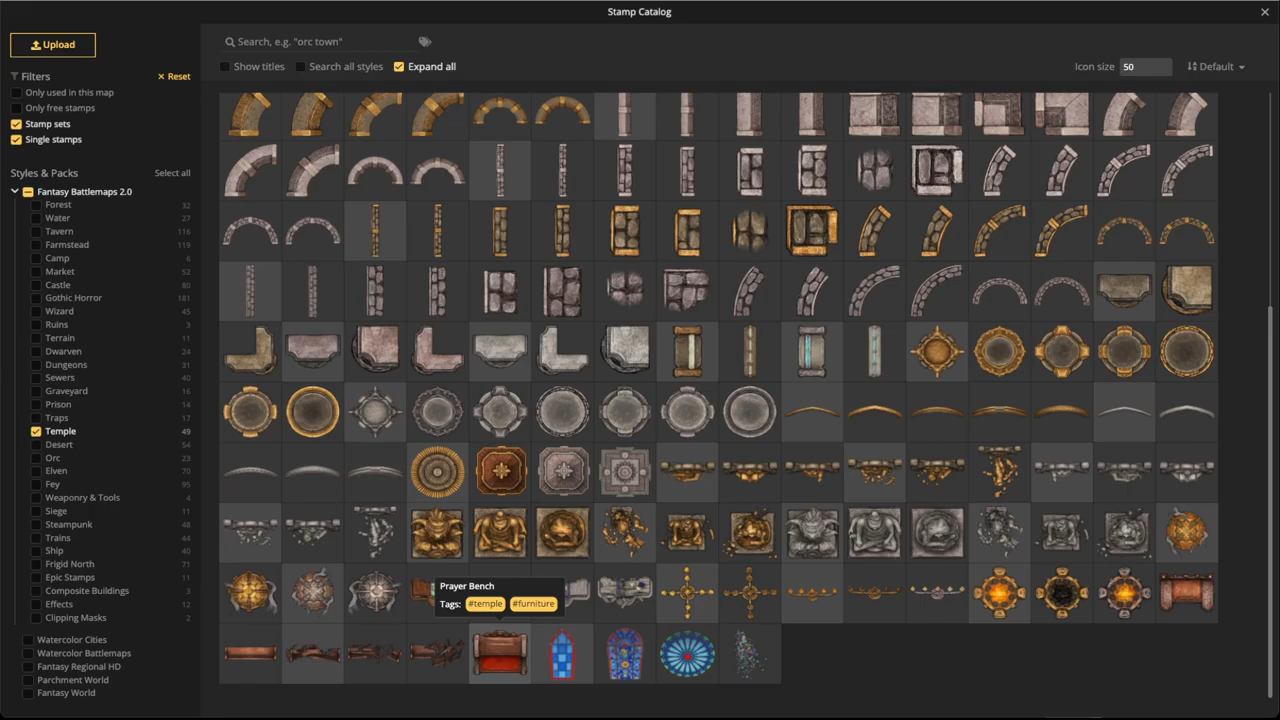 Stamp Catalog
Upload
Search, e.g. "orc town"
Show titles
Search all styles
Expand all
Icon size 50
Default
Filters
Reset
Only used in this map
Only free stamps
Stamp sets
Single stamps
Styles & Packs
Select all
Fantasy Battlemaps 2.0
Forest 32
Water 27
Tavern 116
Farmstead 119
Camp 6
Market 52
Castle 80
Gothic Horror 181
Wizard 45
Ruins 3
Terrain 11
Dwarven 24
Dungeons 31
Sewers 40
Graveyard 16
Prison 14
Traps 17
Temple 49
Desert 54
Orc 23
Elven 70
Fey 95
Weaponry & Tools 4
Siege 11
Steampunk 48
Trains 44
Ship 40
Frigid North 71
Epic Stamps 11
Composite Buildings 3
Effects 12
Clipping Masks 2
Watercolor Cities
Watercolor Battlemaps
Fantasy Regional HD
Parchment World
Fantasy World
Prayer Bench
Tags: #temple #furniture